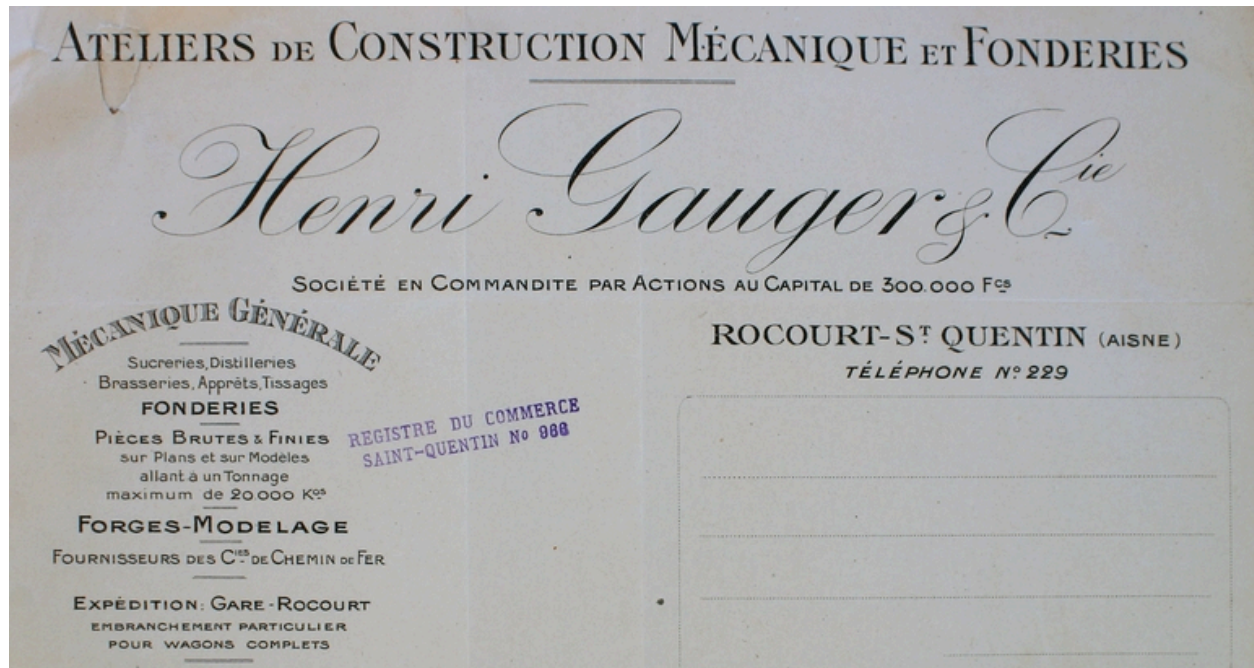 ATELIERS DE CONSTRUCTION MÉCANIQUE ET FONDERIES
Henri Gauger & Cie
SOCIÉTÉ EN COMMANDITE PAR ACTIONS AU CAPITAL DE 300.000 Fcs
MÉCANIQUE GÉNÉRALE
Sucreries, Distilleries
Brasseries, Apprêts, Tissages
FONDERIES
PIÈCES BRUTES & FINIES
sur Plans et sur Modèles
allant à un Tonnage
maximum de 20.000 Kos
FORGES-MODELAGE
FOURNISSEURS DES Cies DE CHEMIN DE FER
EXPÉDITION: GARE-ROCOURT
EMBRANCHEMENT PARTICULIER
POUR WAGONS COMPLETS
REGISTRE DU COMMERCE
SAINT-QUENTIN No 988
ROCOURT-ST QUENTIN (AISNE)
TÉLÉPHONE No 229